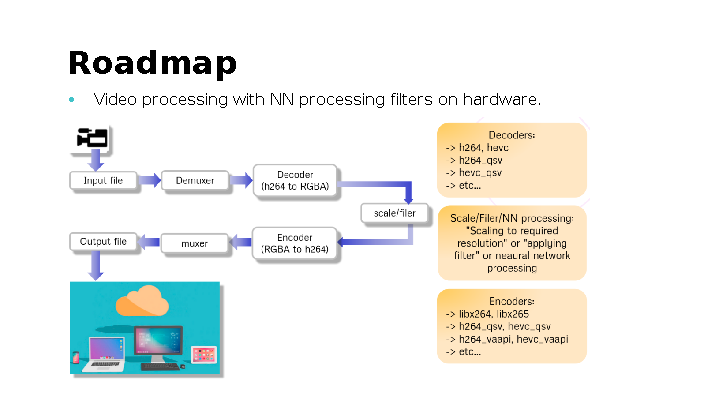 Roadmap
• Video processing with NN processing filters on hardware.
Input file
Demuxer
Decoder
(h264 to RGBA)
scale/filer
Encoder
(RGBA to h264)
muxer
Cutput file
Decoders:
-> h264, hevc
-> h264_qsv
-> hevc_qsv
-> etc...
Scale/Filer/NN processing:
"Scaling to required
resolution" or "applying
filter" or neaural network
processing
Encoders:
-> libx264, libx265
-> h264_qsv, hevc_qsv
-> h264_vaapi, hevc_vaapi
-> etc...